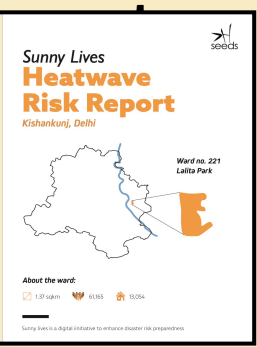 seeds
Sunny Lives
Heatwave
Risk Report
Kishankunj, Delhi
Ward no. 221
Lalita Park
About the ward:
1.37 sqkm 61,165 13,054
Sunny lives is a digital initiative to enhance disaster risk preparedness